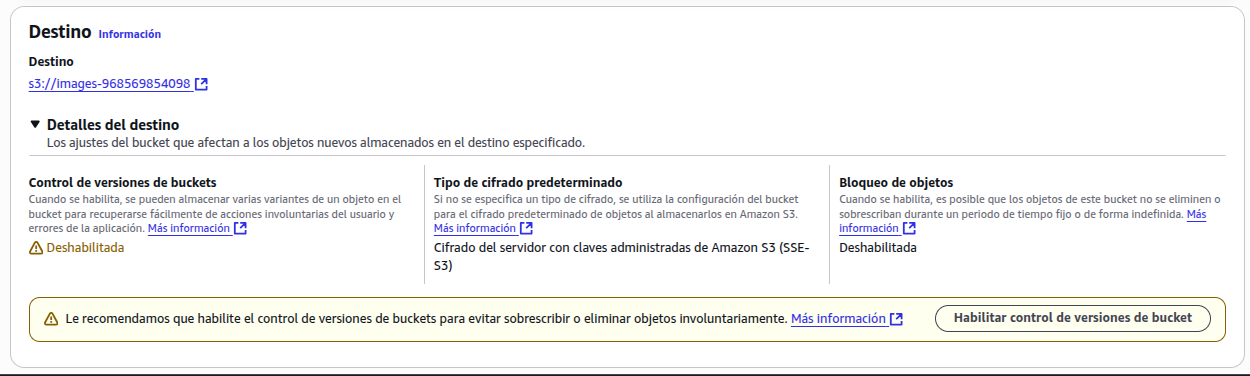 Destino Información
Destino
s3://images-968569854098
Detalles del destino
Los ajustes del bucket que afectan a los objetos nuevos almacenados en el destino especificado.
Control de versiones de buckets
Cuando se habilita, se pueden almacenar varias variantes de un objeto en el
bucket para recuperarse fácilmente de acciones involuntarias del usuario y
errores de la aplicación. Más información
Deshabilitada
Tipo de cifrado predeterminado
Si no se especifica un tipo de cifrado, se utiliza la configuración del bucket
para el cifrado predeterminado de objetos al almacenarlos en Amazon S3.
Más información
Cifrado del servidor con claves administradas de Amazon S3 (SSE-
S3)
Bloqueo de objetos
Cuando se habilita, es posible que los objetos de este bucket no se eliminen o
sobrescriban durante un periodo de tiempo fijo o de forma indefinida. Más
información
Deshabilitada
Le recomendamos que habilite el control de versiones de buckets para evitar sobrescribir o eliminar objetos involuntariamente. Más información
Habilitar control de versiones de bucket